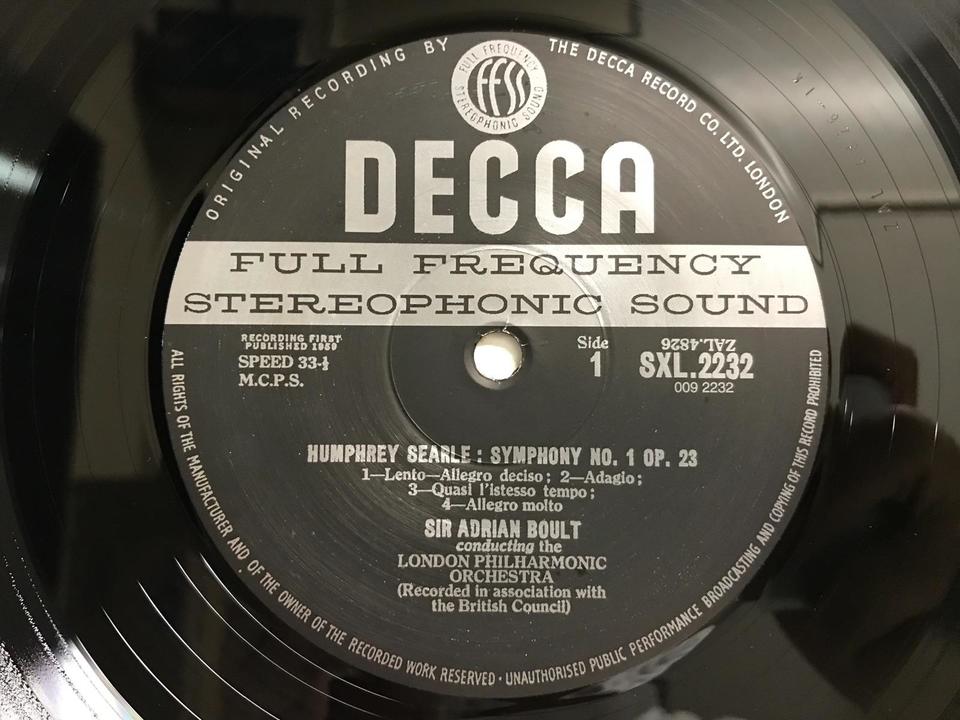 ORIGINAL RECORDING BY THE DECCA RECORD CO. LTD. LONDON
FULL FREQUENCY
FFSS
STEREOPHONIC SOUND
DECCA
FULL FREQUENCY
STEREOPHONIC SOUND
RECORDING FIRST
PUBLISHED 1959
SPEED 33⅓
M.C.P.S.
Side
1
ZAL.4826
SXL.2232
009 2232
HUMPHREY SEARLE : SYMPHONY NO. 1 OP. 23
1—Lento—Allegro deciso; 2—Adagio;
3—Quasi l'istesso tempo;
4—Allegro molto
SIR ADRIAN BOULT
conducting the
LONDON PHILHARMONIC
ORCHESTRA
(Recorded in association with
the British Council)
ALL RIGHTS OF THE MANUFACTURER AND OF THE OWNER OF THE RECORDED WORK RESERVED · UNAUTHORISED PUBLIC PERFORMANCE BROADCASTING AND COPYING OF THIS RECORD PROHIBITED